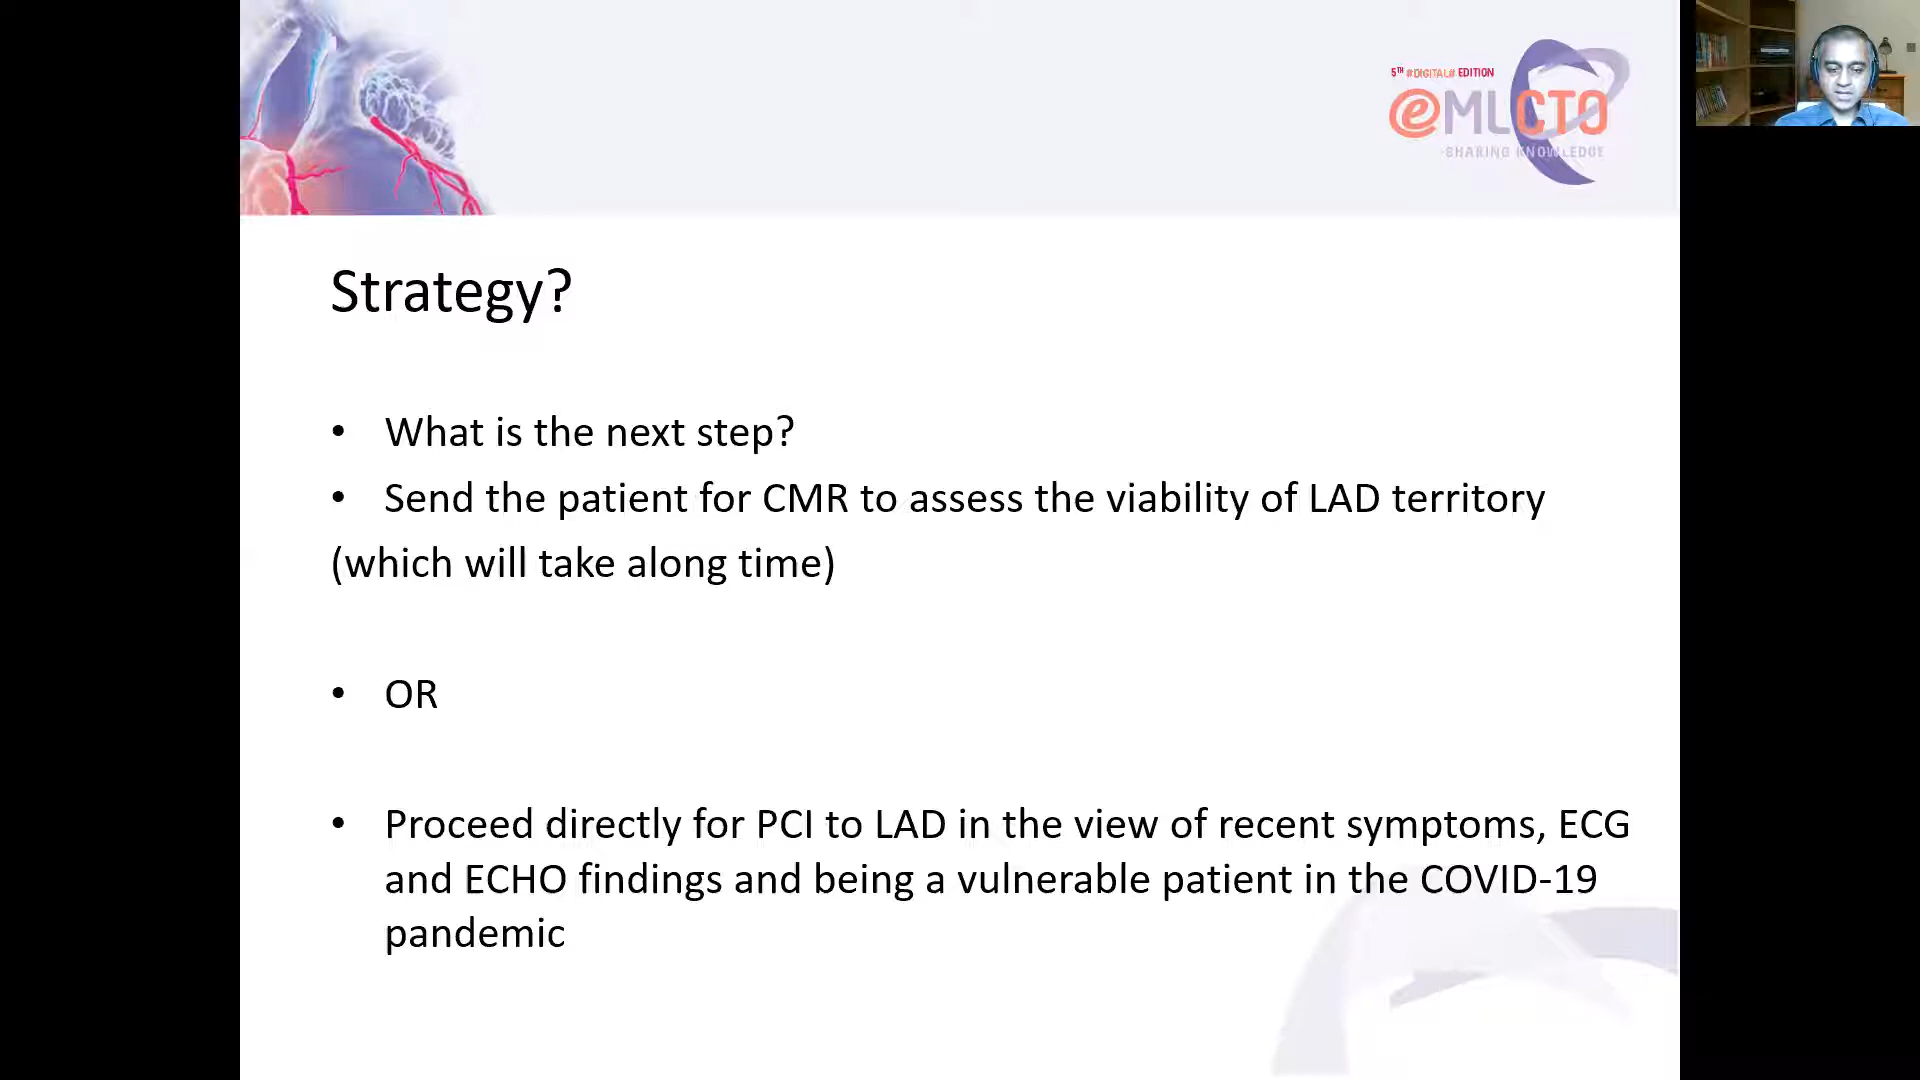 5TH #DIGITAL# EDITION
@MLCTO
SHARING KNOWLEDGE
Strategy?
• What is the next step?
• Send the patient for CMR to assess the viability of LAD territory
(which will take along time)
• OR
• Proceed directly for PCI to LAD in the view of recent symptoms, ECG
and ECHO findings and being a vulnerable patient in the COVID-19
pandemic